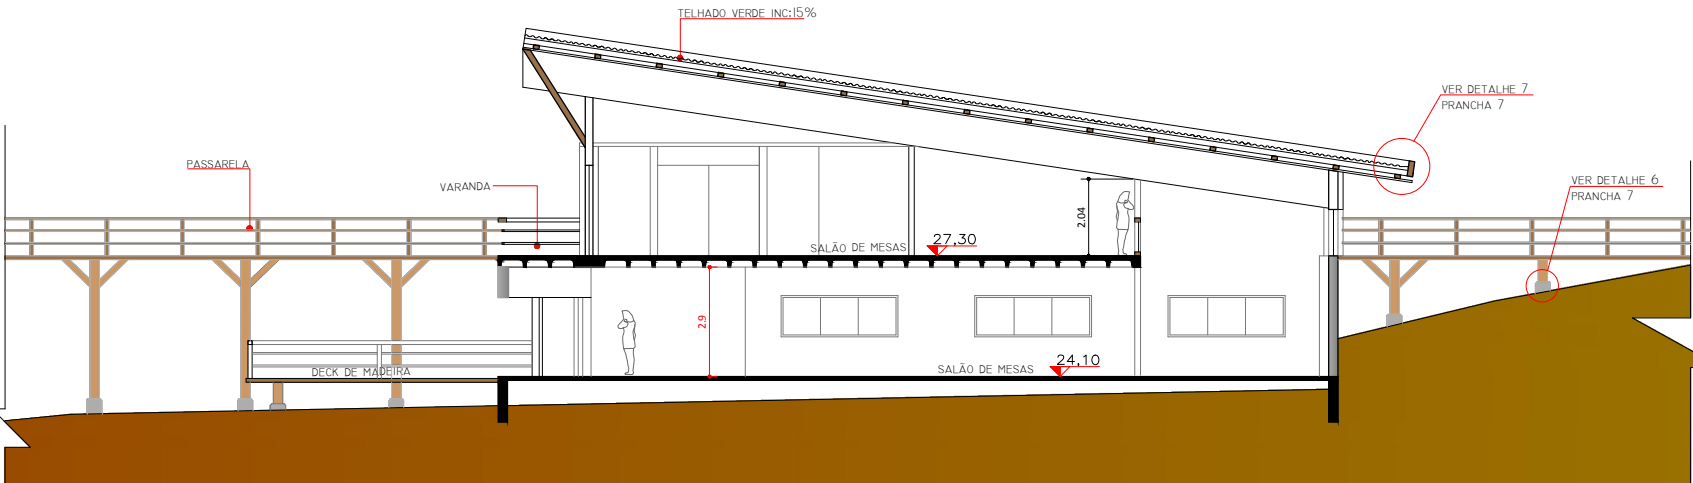 TELHADO VERDE INC:15%
VER DETALHE 7
PRANCHA 7
PASSARELA
VARANDA
VER DETALHE 6
PRANCHA 7
2.04
SALÃO DE MESAS
27,30
2.9
24,10
SALÃO DE MESAS
DECK DE MADEIRA